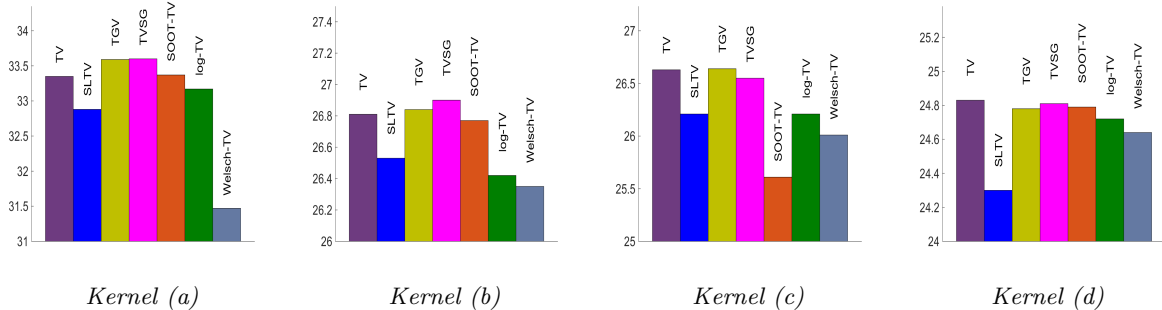 34
33.5
33
32.5
32
31.5
31
TV
SLTV
TGV
TVSG
SOOT-TV
log-TV
Welsch-TV
Kernel (a)
27.4
27.2
27
26.8
26.6
26.4
26.2
26
TV
SLTV
TGV
TVSG
SOOT-TV
log-TV
Welsch-TV
Kernel (b)
27
26.5
26
25.5
25
TV
SLTV
TGV
TVSG
SOOT-TV
log-TV
Welsch-TV
Kernel (c)
25.2
25
24.8
24.6
24.4
24.2
24
TV
SLTV
TGV
TVSG
SOOT-TV
log-TV
Welsch-TV
Kernel (d)